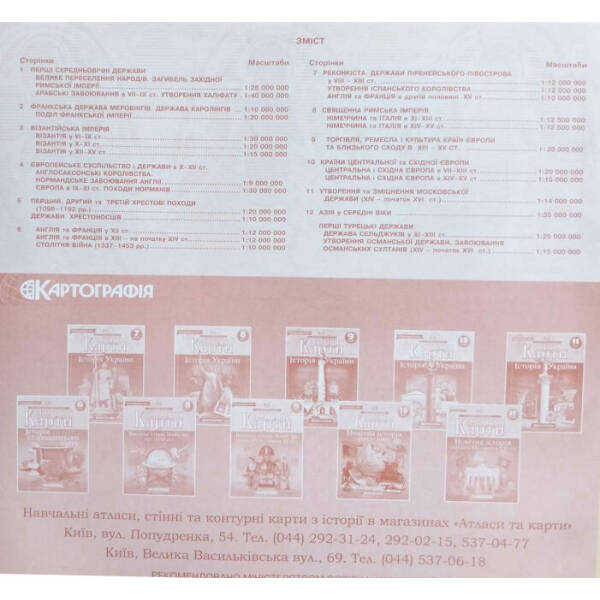 ЗМІСТ
Сторінки Масштаби
1 ПЕРШІ СЕРЕДНЬОВІЧНІ ДЕРЖАВИ
ВЕЛИКЕ ПЕРЕСЕЛЕННЯ НАРОДІВ. ЗАГИБЕЛЬ ЗАХІДНОЇ
РИМСЬКОЇ ІМПЕРІЇ
АРАБСЬКІ ЗАВОЮВАННЯ в VII–IX ст. УТВОРЕННЯ ХАЛІФАТУ 1:40 000 000
2 ФРАНКСЬКА ДЕРЖАВА МЕРОВІНГІВ. ДЕРЖАВА КАРОЛІНГІВ 1:10 000 000
ПОДІЛ ФРАНКСЬКОЇ ІМПЕРІЇ 1:20 000 000
3 ВІЗАНТІЙСЬКА ІМПЕРІЯ
ВІЗАНТІЯ у VI–IX ст. 1:30 000 000
ВІЗАНТІЯ у X–XI ст. 1:20 000 000
ВІЗАНТІЯ у XII–XV ст. 1:15 000 000
4 ЄВРОПЕЙСЬКЕ СУСПІЛЬСТВО І ДЕРЖАВИ в X–XV ст.
АНГЛОСАКСОНСЬКІ КОРОЛІВСТВА.
НОРМАНДСЬКЕ ЗАВОЮВАННЯ АНГЛІЇ
ЄВРОПА в IX–XI ст. ПОХОДИ НОРМАНІВ 1:30 000 000
5 ПЕРШИЙ, ДРУГИЙ та ТРЕТІЙ ХРЕСТОВІ ПОХОДИ
(1096–1192 рр.) 1:20 000 000
ДЕРЖАВИ ХРЕСТОНОСЦІВ 1:10 000 000
6 АНГЛІЯ та ФРАНЦІЯ в XII ст. 1:12 000 000
АНГЛІЯ та ФРАНЦІЯ в XIII – на початку XIV ст. 1:12 000 000
СТОЛІТНЯ ВІЙНА (1337–1453 рр.) 1:10 000 000
Сторінки Масштаби
7 РЕКОНКІСТА. ДЕРЖАВИ ПІРЕНЕЙСЬКОГО ПІВОСТРОВА
у VIII – XIII ст. 1:12 000 000
УТВОРЕННЯ ІСПАНСЬКОГО КОРОЛІВСТВА 1:12 000 000
АНГЛІЯ та ФРАНЦІЯ в другій половині XV ст.
8 СВЯЩЕННА РИМСЬКА ІМПЕРІЯ
НІМЕЧЧИНА та ІТАЛІЯ в XI–XIII ст. 1:12 500 000
НІМЕЧЧИНА та ІТАЛІЯ в XIV–XV ст. 1:12 500 000
9 ТОРГІВЛЯ, РЕМЕСЛА І КУЛЬТУРА КРАЇН ЄВРОПИ
ТА БЛИЗЬКОГО СХОДУ В XIII – XV СТ.
10 КРАЇНИ ЦЕНТРАЛЬНОЇ та СХІДНОЇ ЄВРОПИ
ЦЕНТРАЛЬНА і СХІДНА ЄВРОПА в VII–XIII ст. 1:20 000 000
ЦЕНТРАЛЬНА і СХІДНА ЄВРОПА в XIV–XV ст. 1:15 000 000
11 УТВОРЕННЯ та ЗМІЦНЕННЯ МОСКОВСЬКОЇ
ДЕРЖАВИ (XIV – початок XVI ст.) 1:14 000 000
12 АЗІЯ у СЕРЕДНІ ВІКИ 1:35 000 000
ПЕРШІ ТУРЕЦЬКІ ДЕРЖАВИ
ДЕРЖАВА СЕЛЬДЖУКІВ у XI–XIII ст. 1:25 000 000
УТВОРЕННЯ ОСМАНСЬКОЇ ДЕРЖАВИ. ЗАВОЮВАННЯ
ОСМАНСЬКИХ СУЛТАНІВ (XIV – початок XVI ст.) 1:15 000 000
КАРТОГРАФІЯ
7 8 9 10 11
Карти Карти Карти Карти Карти
Історія України Історія України Історія України Історія України Історія України
Карти Карти Карти Карти Карти
Новітня історія Новітня історія
Навчальні атласи, стінні та контурні карти з історії в магазинах «Атласи та карти»
Київ, вул. Попудренка, 54. Тел. (044) 292-31-24, 292-02-15, 537-04-77
Київ, Велика Васильківська вул., 69. Тел. (044) 537-06-18
РЕКОМЕНДОВАНО МІНІСТЕРСТВОМ